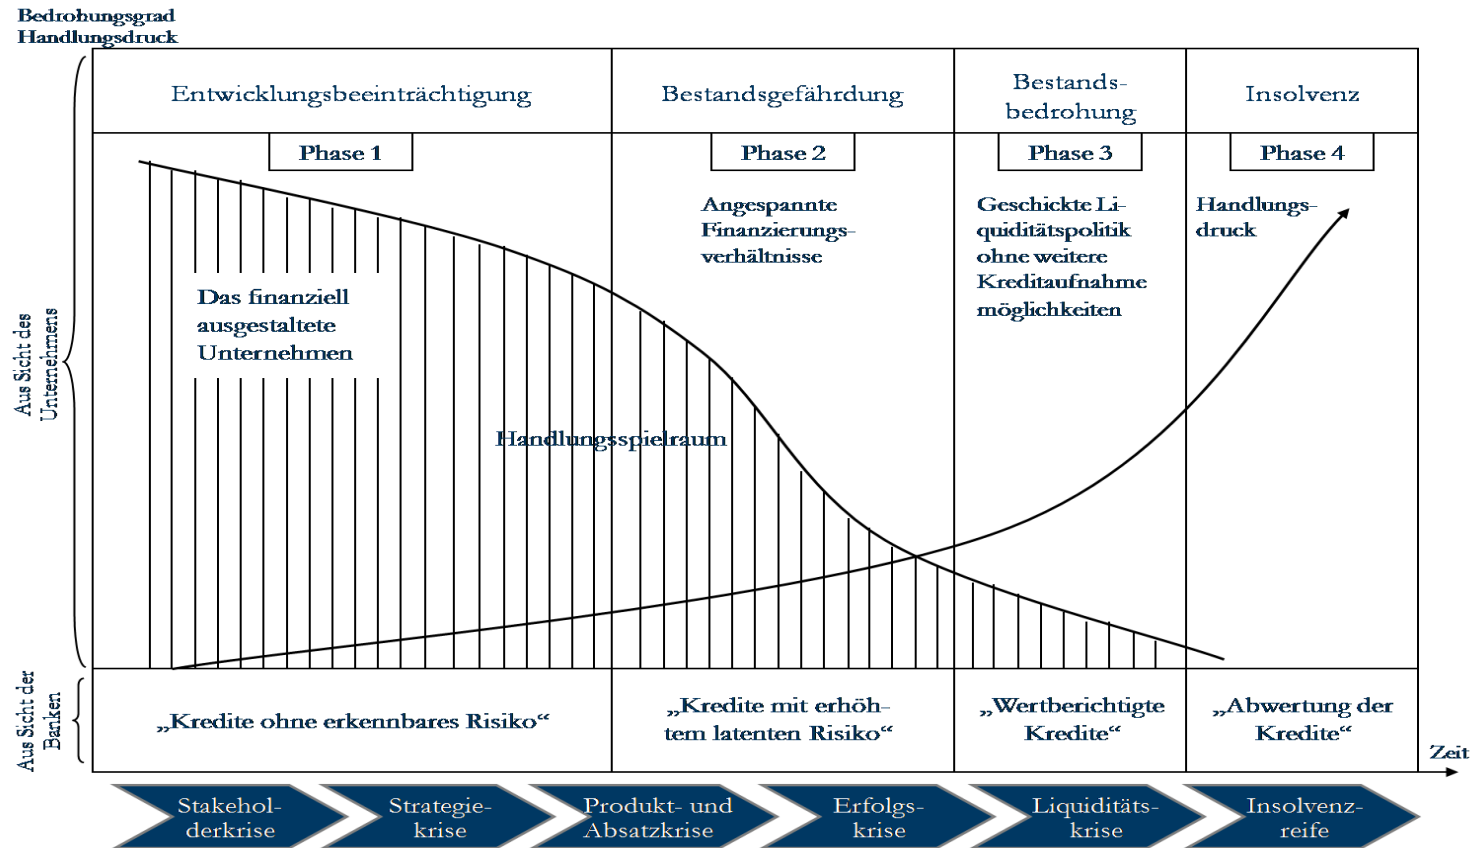 Bedrohungsgrad
Handlungsdruck
Entwicklungsbeeinträchtigung
Bestandsgefährdung
Bestands-
bedrohung
Insolvenz
Phase 1
Phase 2
Phase 3
Phase 4
Das finanziell
ausgestaltete
Unternehmen
Angespannte
Finanzierungs-
verhältnisse
Geschickte Li-
quiditätspolitik
ohne weitere
Kreditaufnahme
möglichkeiten
Handlungs-
druck
Handlungsspielraum
Aus Sicht des
Unternehmens
Aus Sicht der
Banken
„Kredite ohne erkennbares Risiko“
„Kredite mit erhöh-
tem latenten Risiko“
„Wertberichtigte
Kredite“
„Abwertung der
Kredite“
Zeit
Stakehol-
derkrise
Strategie-
krise
Produkt- und
Absatzkrise
Erfolgs-
krise
Liquiditäts-
krise
Insolvenz-
reife